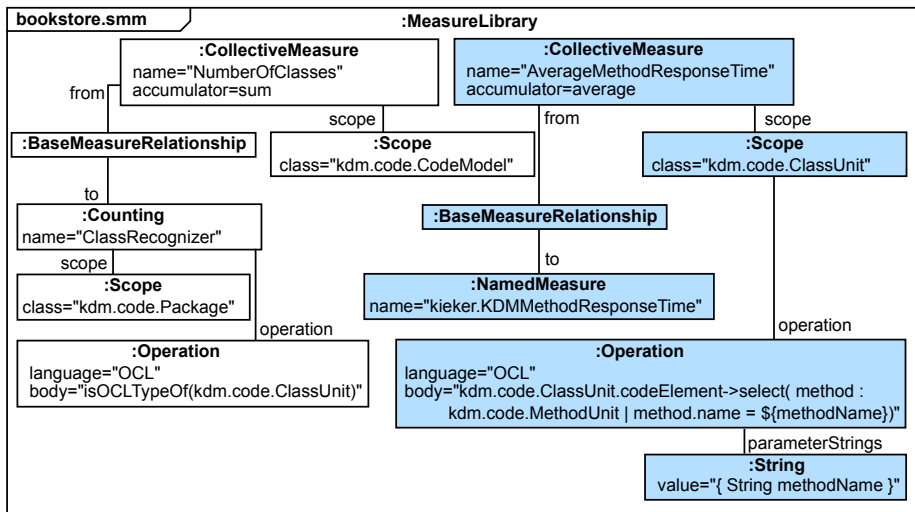 bookstore.smm
:MeasureLibrary
:CollectiveMeasure
name="NumberOfClasses"
accumulator=sum
from
scope
:BaseMeasureRelationship
:Scope
class="kdm.code.CodeModel"
to
:Counting
name="ClassRecognizer"
scope
:Scope
class="kdm.code.Package"
operation
:Operation
language="OCL"
body="isOCLTypeOf(kdm.code.ClassUnit)"
:CollectiveMeasure
name="AverageMethodResponseTime"
accumulator=average
from
scope
:Scope
class="kdm.code.ClassUnit"
:BaseMeasureRelationship
to
:NamedMeasure
name="kieker.KDMMethodResponseTime"
operation
:Operation
language="OCL"
body="kdm.code.ClassUnit.codeElement->select( method :
kdm.code.MethodUnit | method.name = ${methodName})"
parameterStrings
:String
value="{ String methodName }"